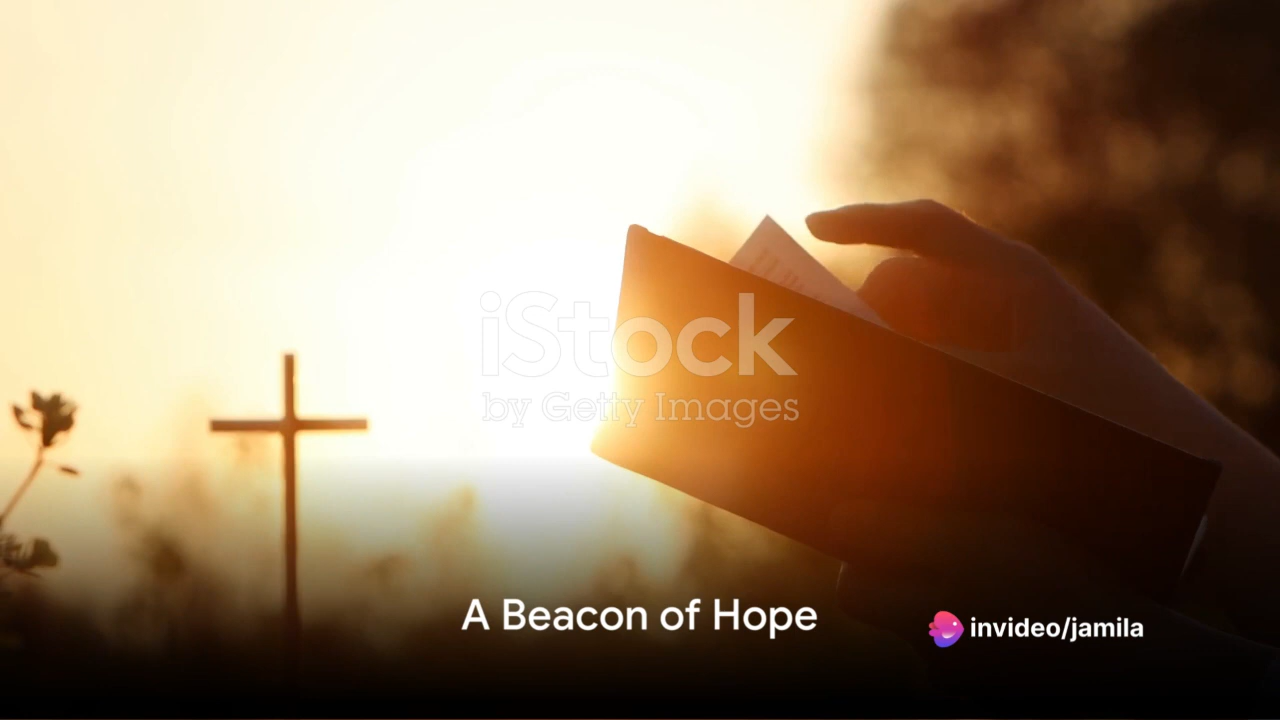 iStock
by Getty Images
A Beacon of Hope
invideo/jamila